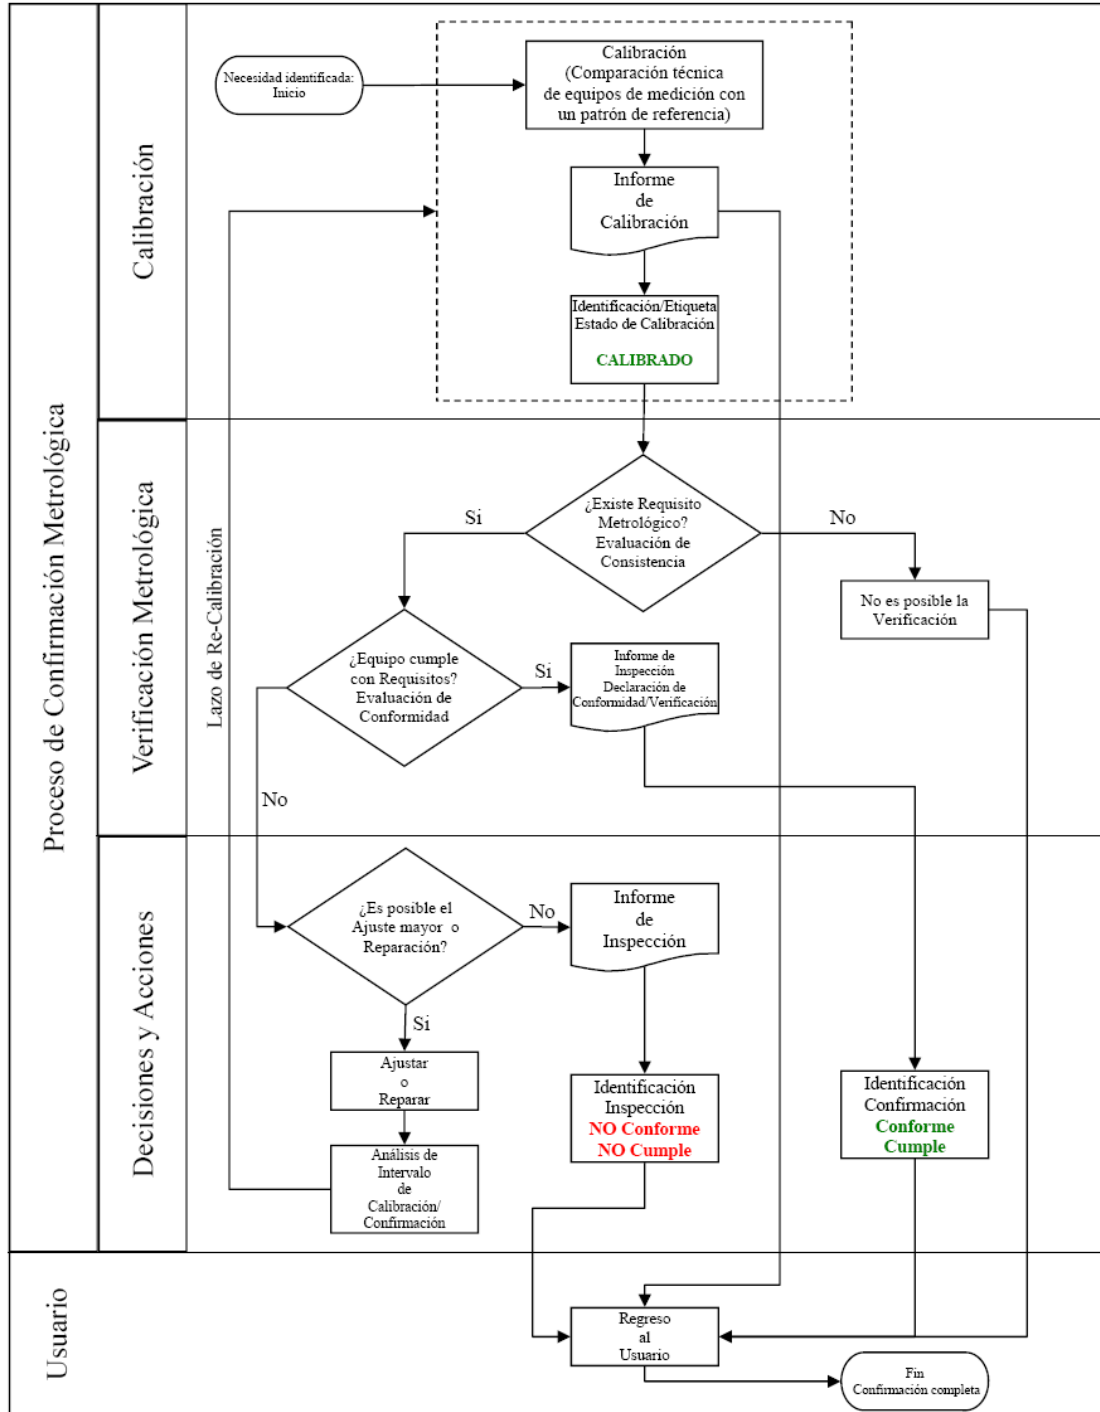 Proceso de Confirmación Metrológica
Calibración
Necesidad identificada:
Inicio
Calibración
(Comparación técnica
de equipos de medición con
un patrón de referencia)
Informe
de
Calibración
Identificación/Etiqueta
Estado de Calibración
CALIBRADO
Verificación Metrológica
Lazo de Re-Calibración
¿Existe Requisito
Metrológico?
Evaluación de
Consistencia
Si
No
No es posible la
Verificación
¿Equipo cumple
con Requisitos?
Evaluación de
Conformidad
Si
Informe de
Inspección
Declaración de
Conformidad/Verificación
No
Decisiones y Acciones
¿Es posible el
Ajuste mayor o
Reparación?
No
Informe
de
Inspección
Si
Ajustar
o
Reparar
Identificación
Inspección
NO Conforme
NO Cumple
Identificación
Confirmación
Conforme
Cumple
Análisis de
Intervalo
de
Calibración/
Confirmación
Usuario
Regreso
al
Usuario
Fin
Confirmación completa